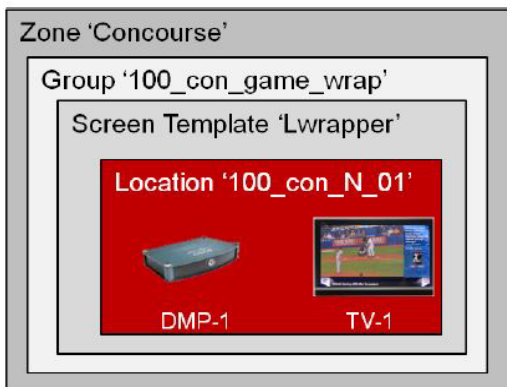 Zone ‘Concourse’
Group ‘100_con_game_wrap’
Screen Template ‘Lwrapper’
Location ‘100_con_N_01’
DMP-1
TV-1